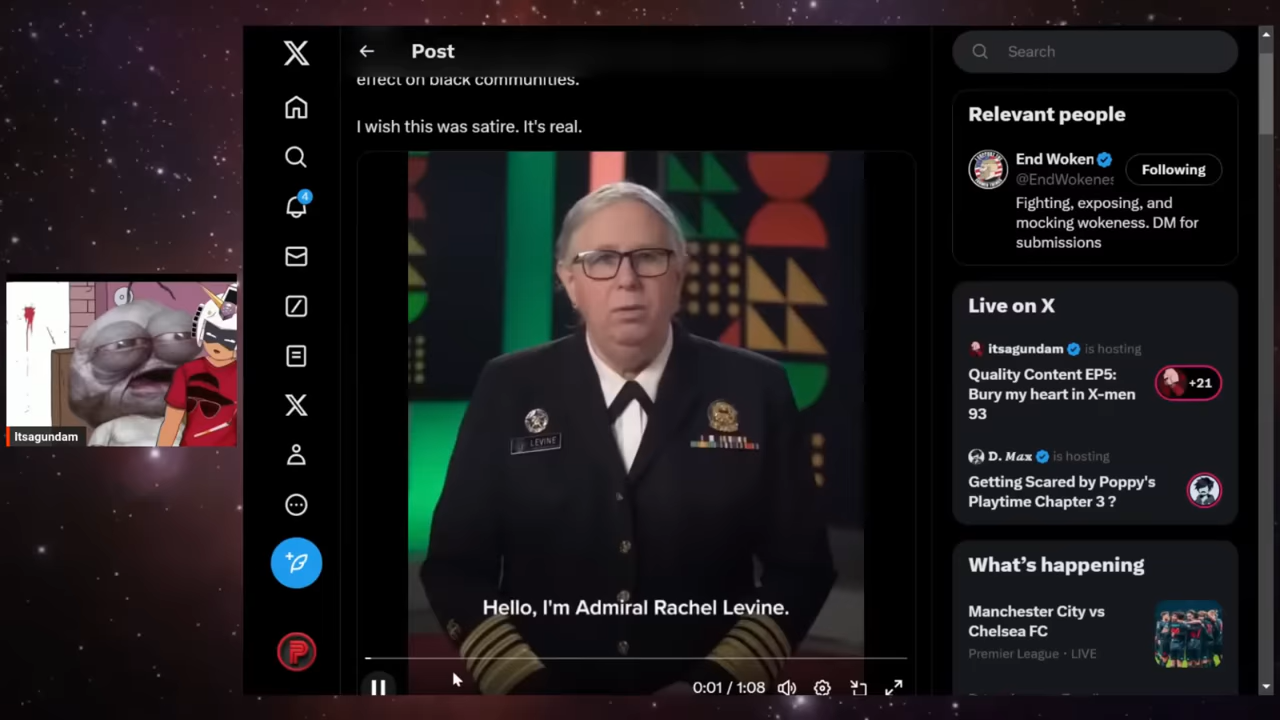 Post
effect on black communities.
I wish this was satire. It's real.
4
LEVINE
Hello, I'm Admiral Rachel Levine.
0:01 / 1:08
Itsagundam
Search
Relevant people
End Woken
@EndWokenes
Following
Fighting, exposing, and
mocking wokeness. DM for
submissions
Live on X
itsagundam is hosting
Quality Content EP5:
Bury my heart in X-men
93
+21
D. Max is hosting
Getting Scared by Poppy's
Playtime Chapter 3 ?
What's happening
Manchester City vs
Chelsea FC
Premier League · LIVE